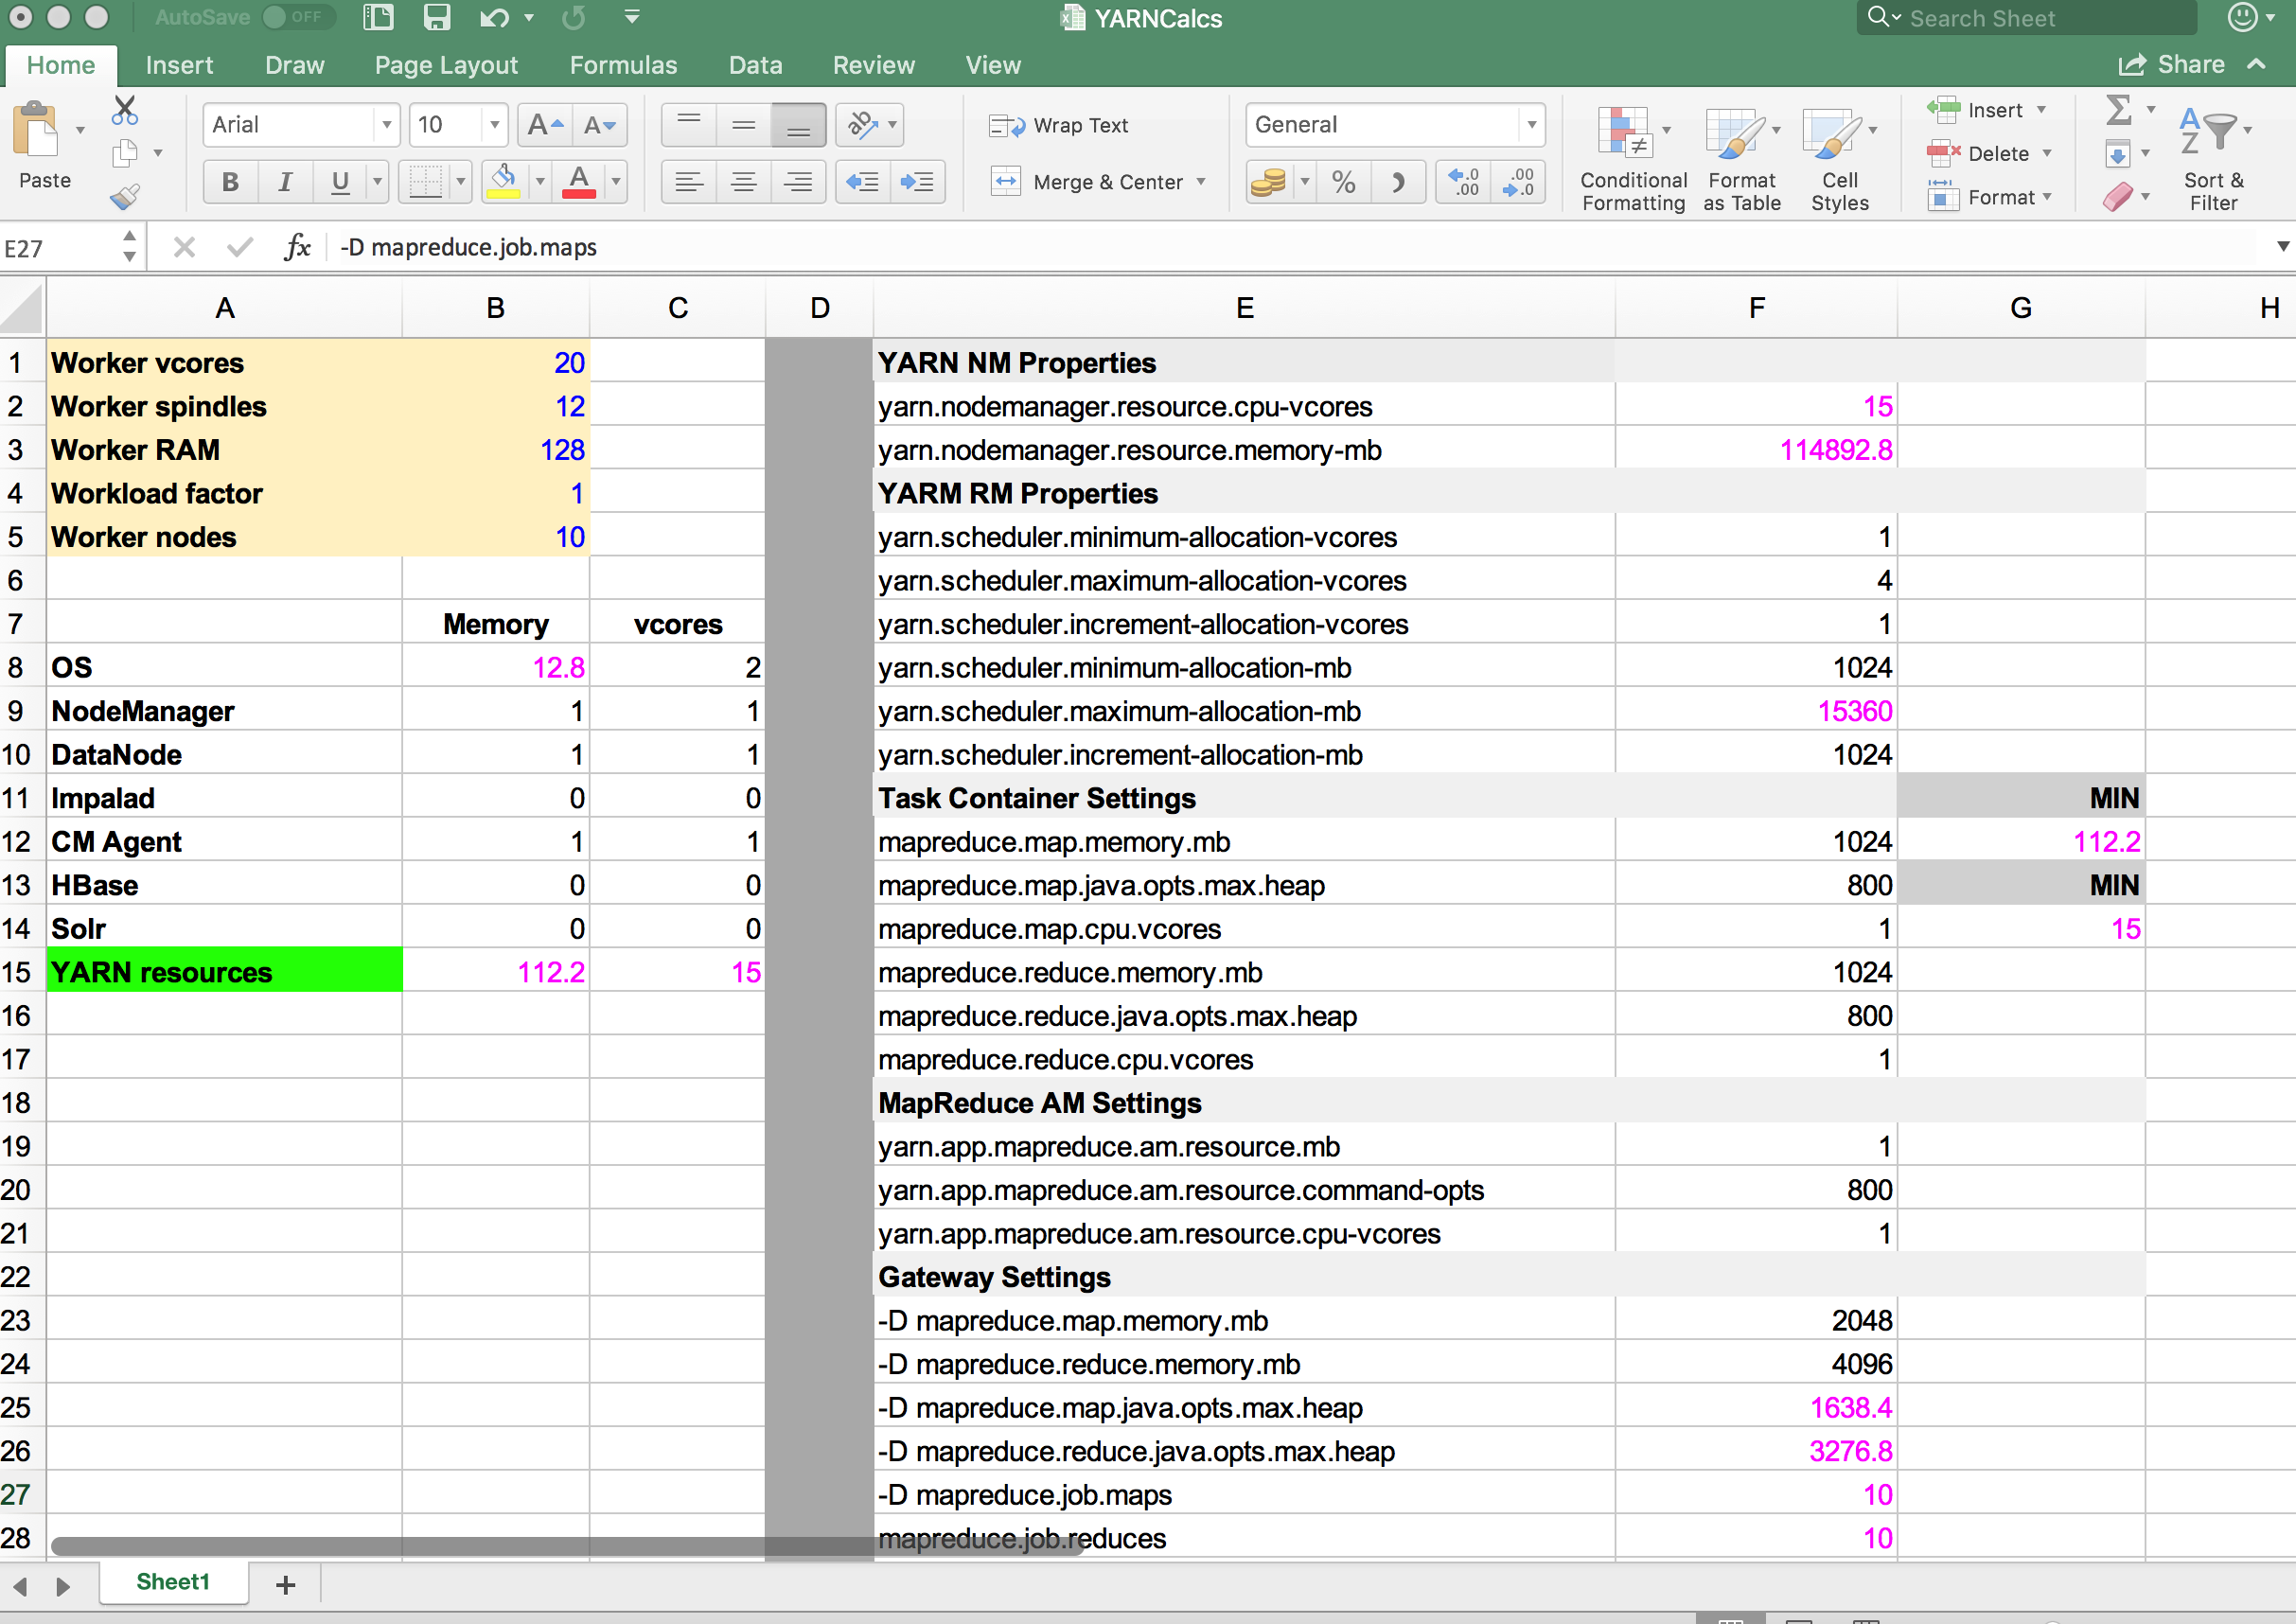 AutoSave OFF YARNCalcs Search Sheet
Home Insert Draw Page Layout Formulas Data Review View Share
Paste Arial 10 A A ab Wrap Text General Insert
B I U A Merge & Center % .0 .00 .00 .0 Conditional Formatting Format as Table Cell Styles Delete Format Sort & Filter
E27 fx -D mapreduce.job.maps
A B C D E F G H
1 Worker vcores 20 YARN NM Properties
2 Worker spindles 12 yarn.nodemanager.resource.cpu-vcores 15
3 Worker RAM 128 yarn.nodemanager.resource.memory-mb 114892.8
4 Workload factor 1 YARM RM Properties
5 Worker nodes 10 yarn.scheduler.minimum-allocation-vcores 1
6 yarn.scheduler.maximum-allocation-vcores 4
7 Memory vcores yarn.scheduler.increment-allocation-vcores 1
8 OS 12.8 2 yarn.scheduler.minimum-allocation-mb 1024
9 NodeManager 1 1 yarn.scheduler.maximum-allocation-mb 15360
10 DataNode 1 1 yarn.scheduler.increment-allocation-mb 1024
11 Impalad 0 0 Task Container Settings MIN
12 CM Agent 1 1 mapreduce.map.memory.mb 1024 112.2
13 HBase 0 0 mapreduce.map.java.opts.max.heap 800 MIN
14 Solr 0 0 mapreduce.map.cpu.vcores 1 15
15 YARN resources 112.2 15 mapreduce.reduce.memory.mb 1024
16 mapreduce.reduce.java.opts.max.heap 800
17 mapreduce.reduce.cpu.vcores 1
18 MapReduce AM Settings
19 yarn.app.mapreduce.am.resource.mb 1
20 yarn.app.mapreduce.am.resource.command-opts 800
21 yarn.app.mapreduce.am.resource.cpu-vcores 1
22 Gateway Settings
23 -D mapreduce.map.memory.mb 2048
24 -D mapreduce.reduce.memory.mb 4096
25 -D mapreduce.map.java.opts.max.heap 1638.4
26 -D mapreduce.reduce.java.opts.max.heap 3276.8
27 -D mapreduce.job.maps 10
28 mapreduce.job.reduces 10
Sheet1 +